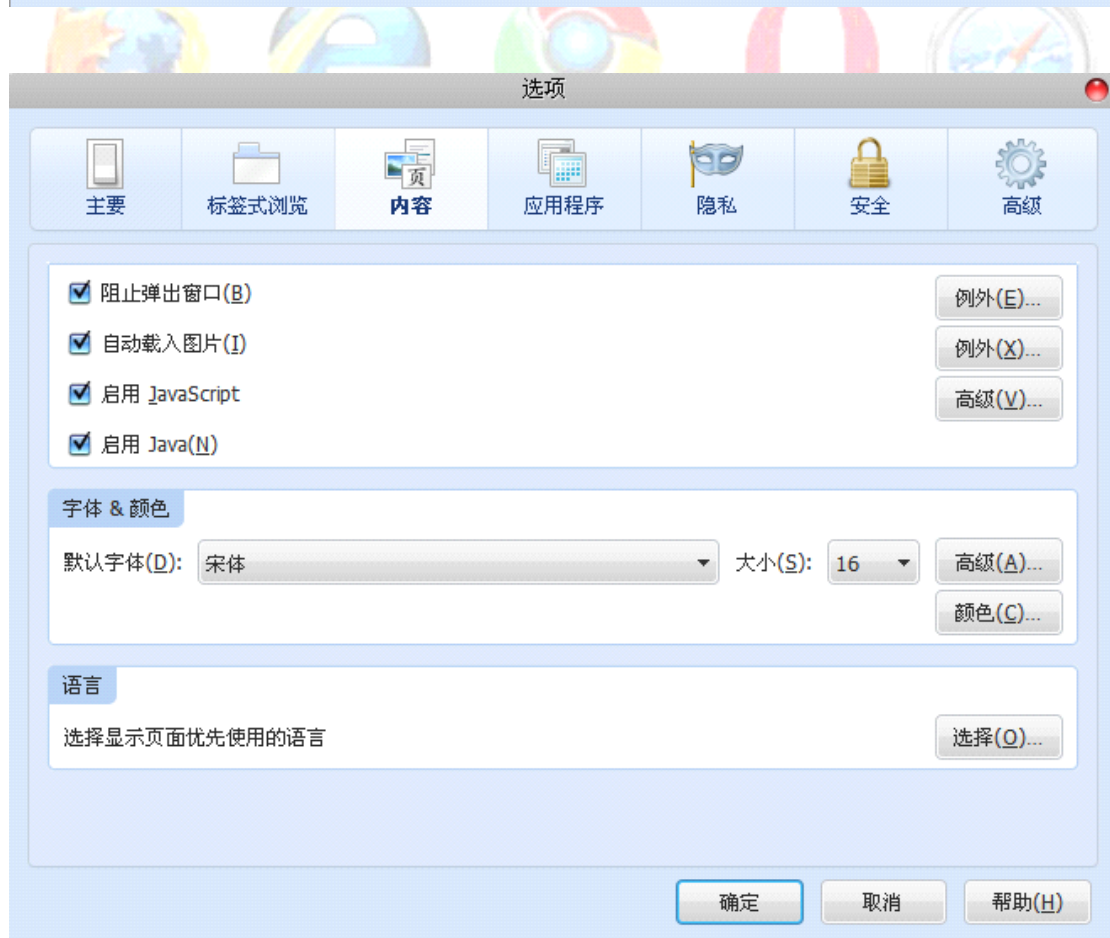 选项
主要 标签式浏览 内容 应用程序 隐私 安全 高级
页
阻止弹出窗口(B) 例外(E)...
自动载入图片(I) 例外(X)...
启用 JavaScript 高级(V)...
启用 Java(N)
字体 & 颜色
默认字体(D): 宋体 大小(S): 16 高级(A)...
颜色(C)...
语言
选择显示页面优先使用的语言 选择(O)...
确定 取消 帮助(H)